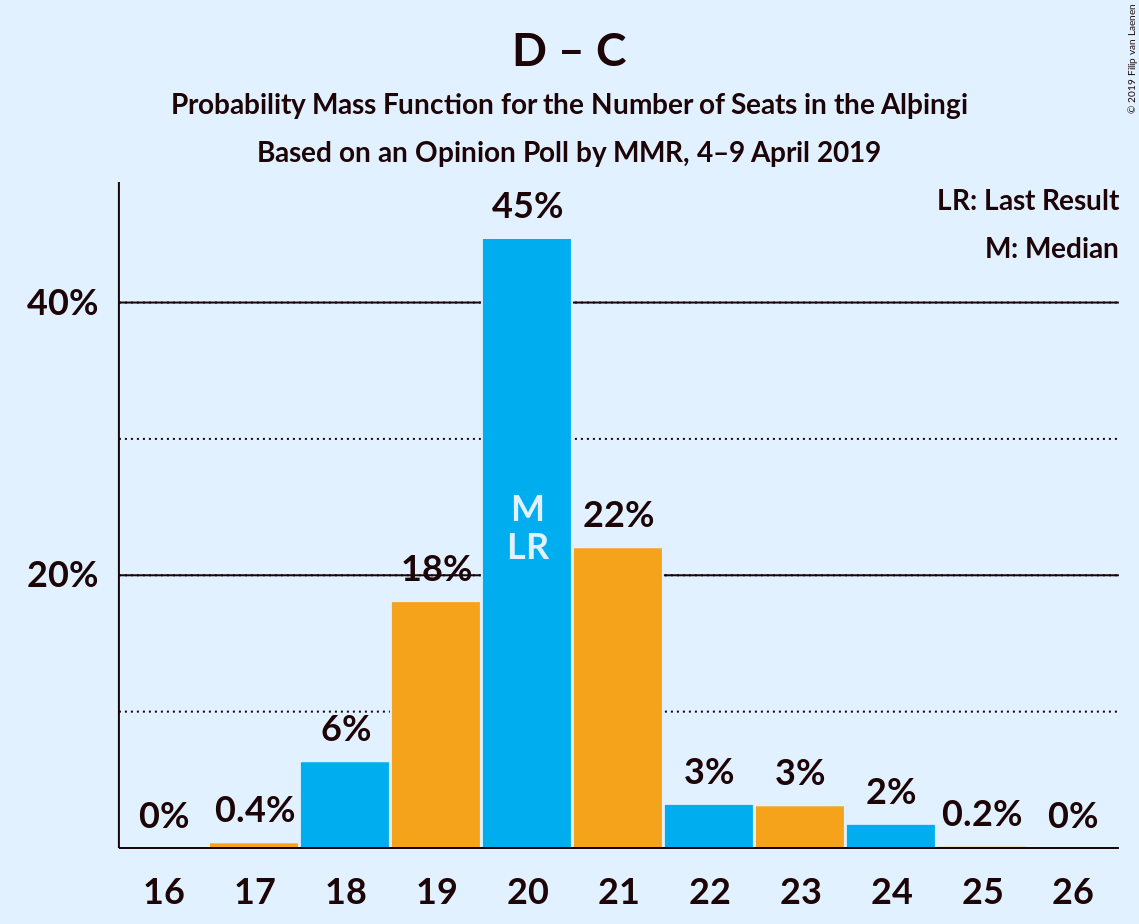 D – C
Probability Mass Function for the Number of Seats in the Alþingi
Based on an Opinion Poll by MMR, 4–9 April 2019
© 2019 Filip van Laenen
LR: Last Result
M: Median
45%
40%
M
LR
22%
20%
18%
6%
3%
3%
2%
0%
0.4%
0.2%
0%
16 17 18 19 20 21 22 23 24 25 26